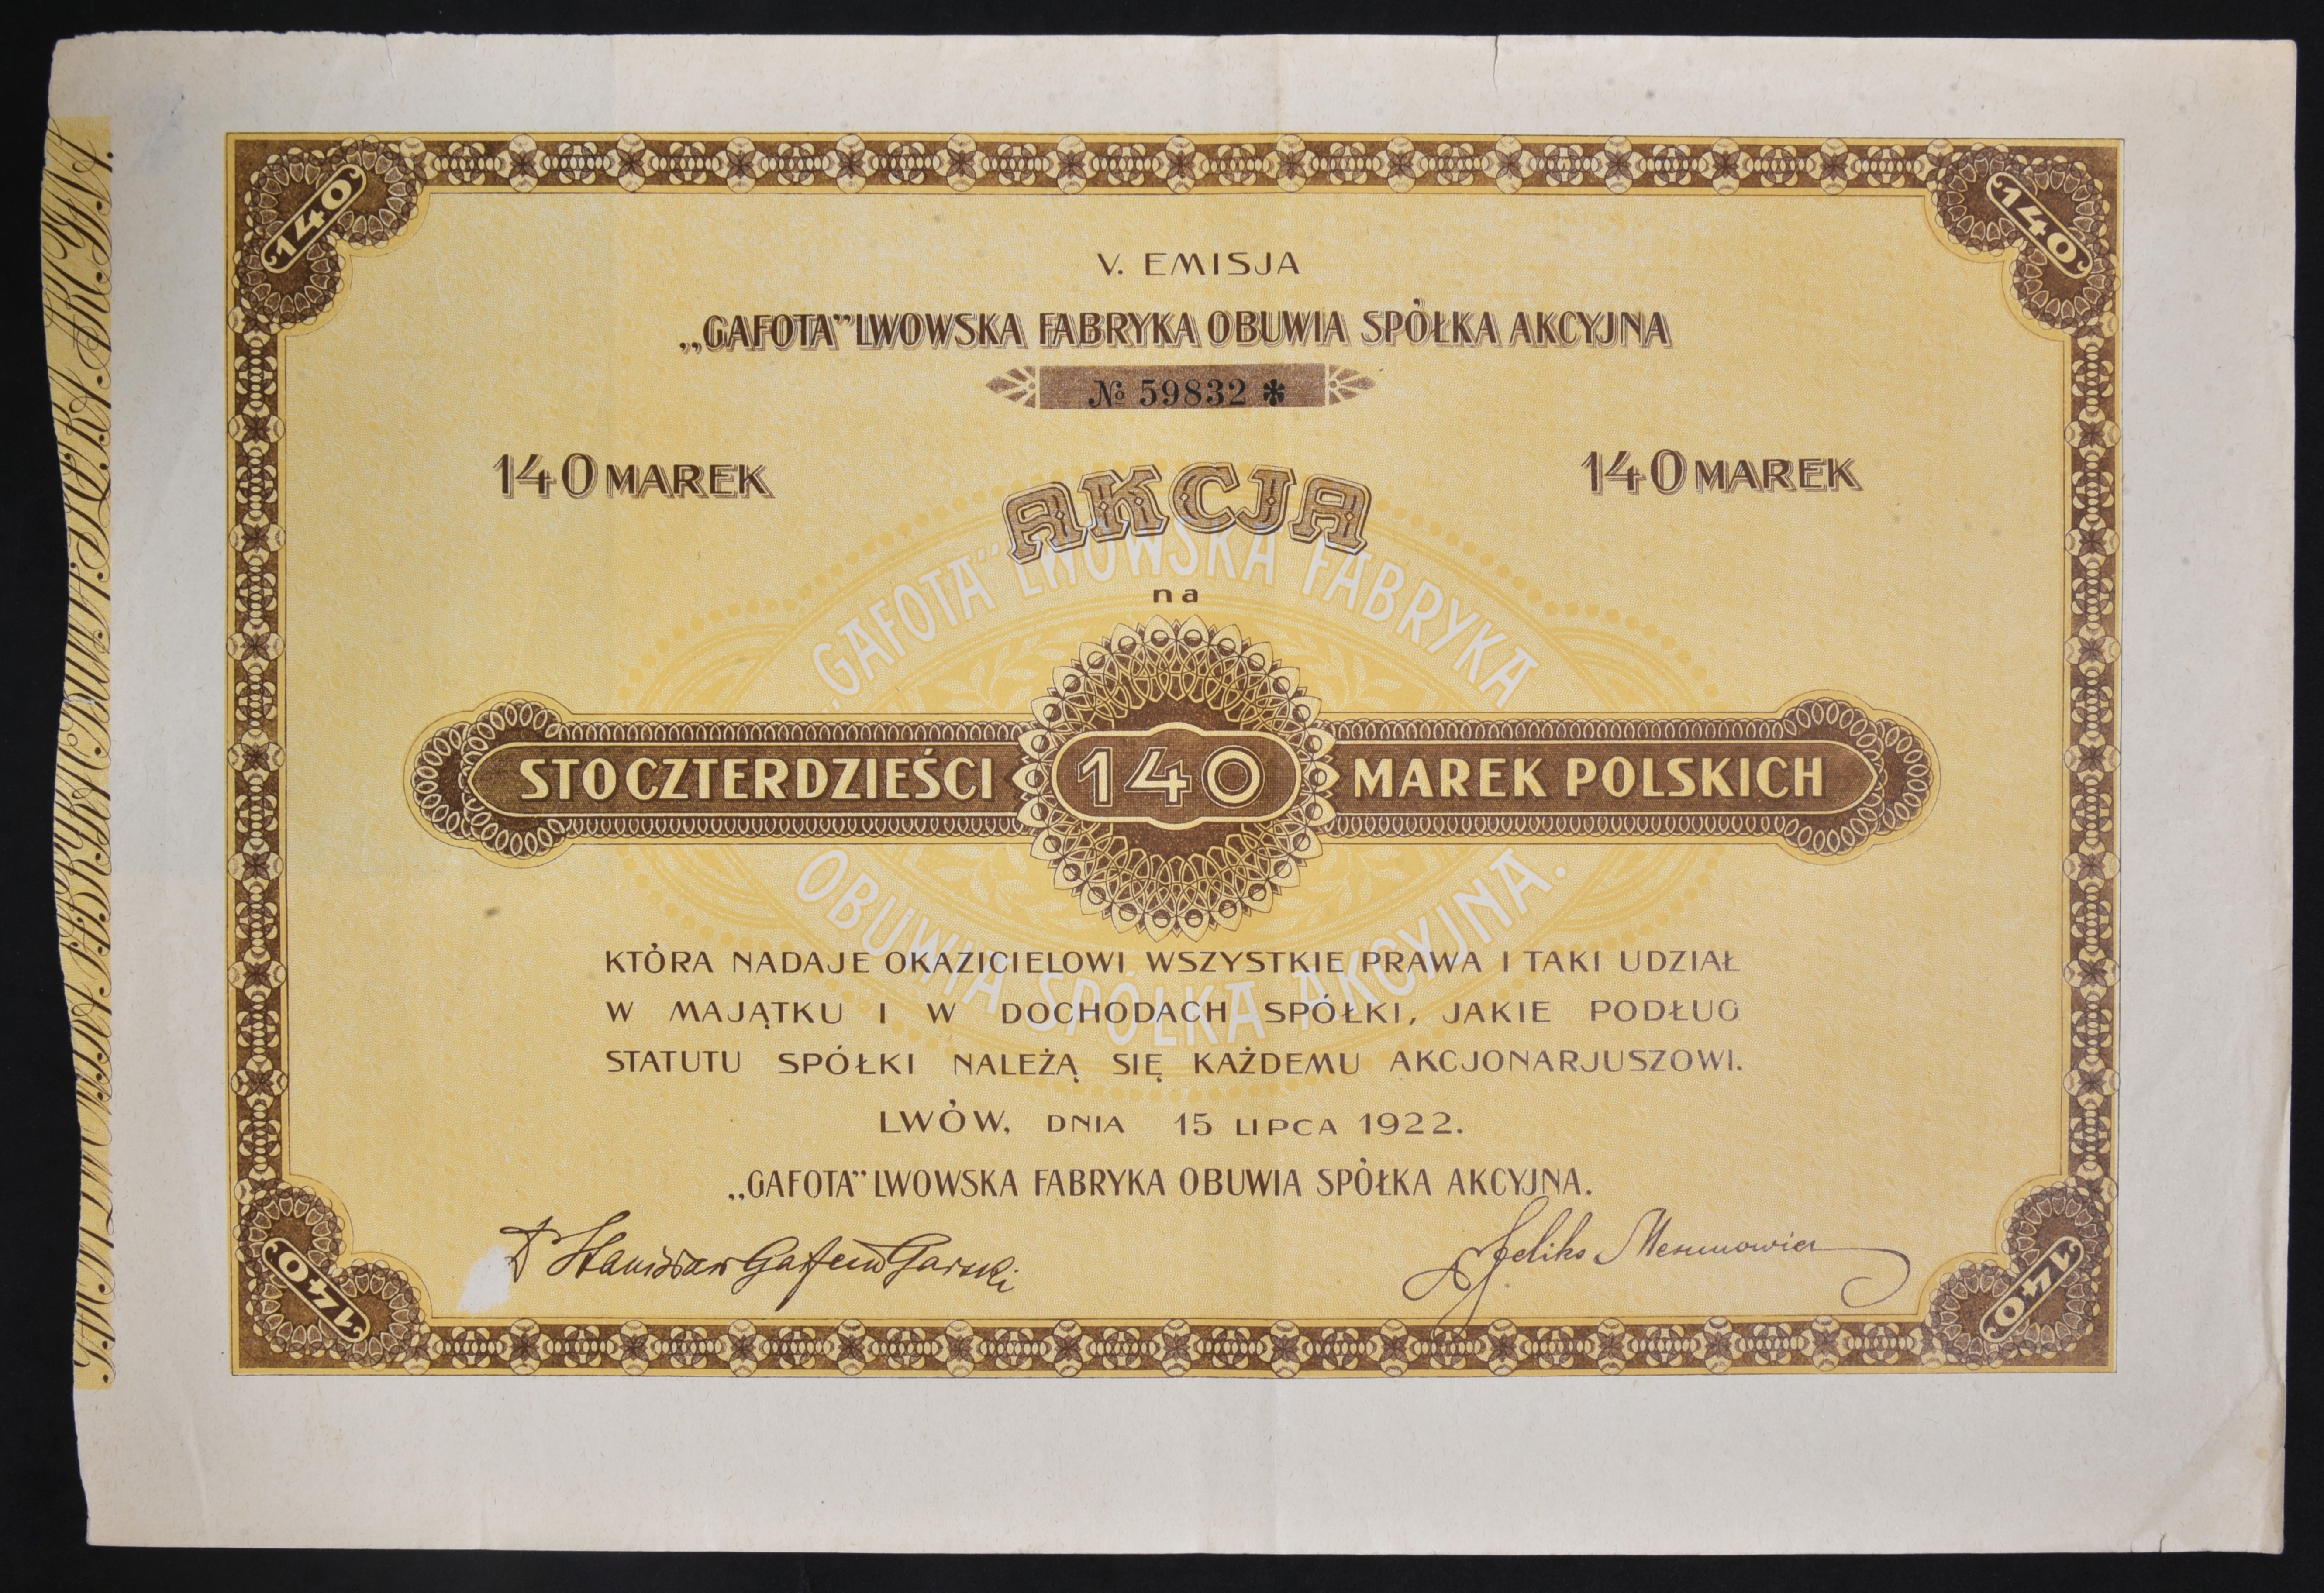 V. EMISJA
„GAFOTA” LWOWSKA FABRYKA OBUWIA SPÓŁKA AKCYJNA
№ 59832 *
140 MAREK
140 MAREK
AKCJA
na
„GAFOTA” LWOWSKA FABRYKA
STO CZTERDZIEŚCI 140 MAREK POLSKICH
OBUWIA SPÓŁKA AKCYJNA.
KTÓRA NADAJE OKAZICIELOWI WSZYSTKIE PRAWA I TAKI UDZIAŁ
W MAJĄTKU I W DOCHODACH SPÓŁKI, JAKIE PODŁUG
STATUTU SPÓŁKI NALEŻĄ SIĘ KAŻDEMU AKCJONARJUSZOWI.
LWÓW, DNIA 15 LIPCA 1922.
„GAFOTA” LWOWSKA FABRYKA OBUWIA SPÓŁKA AKCYJNA.
Dr Stanisław
140
140
140
140